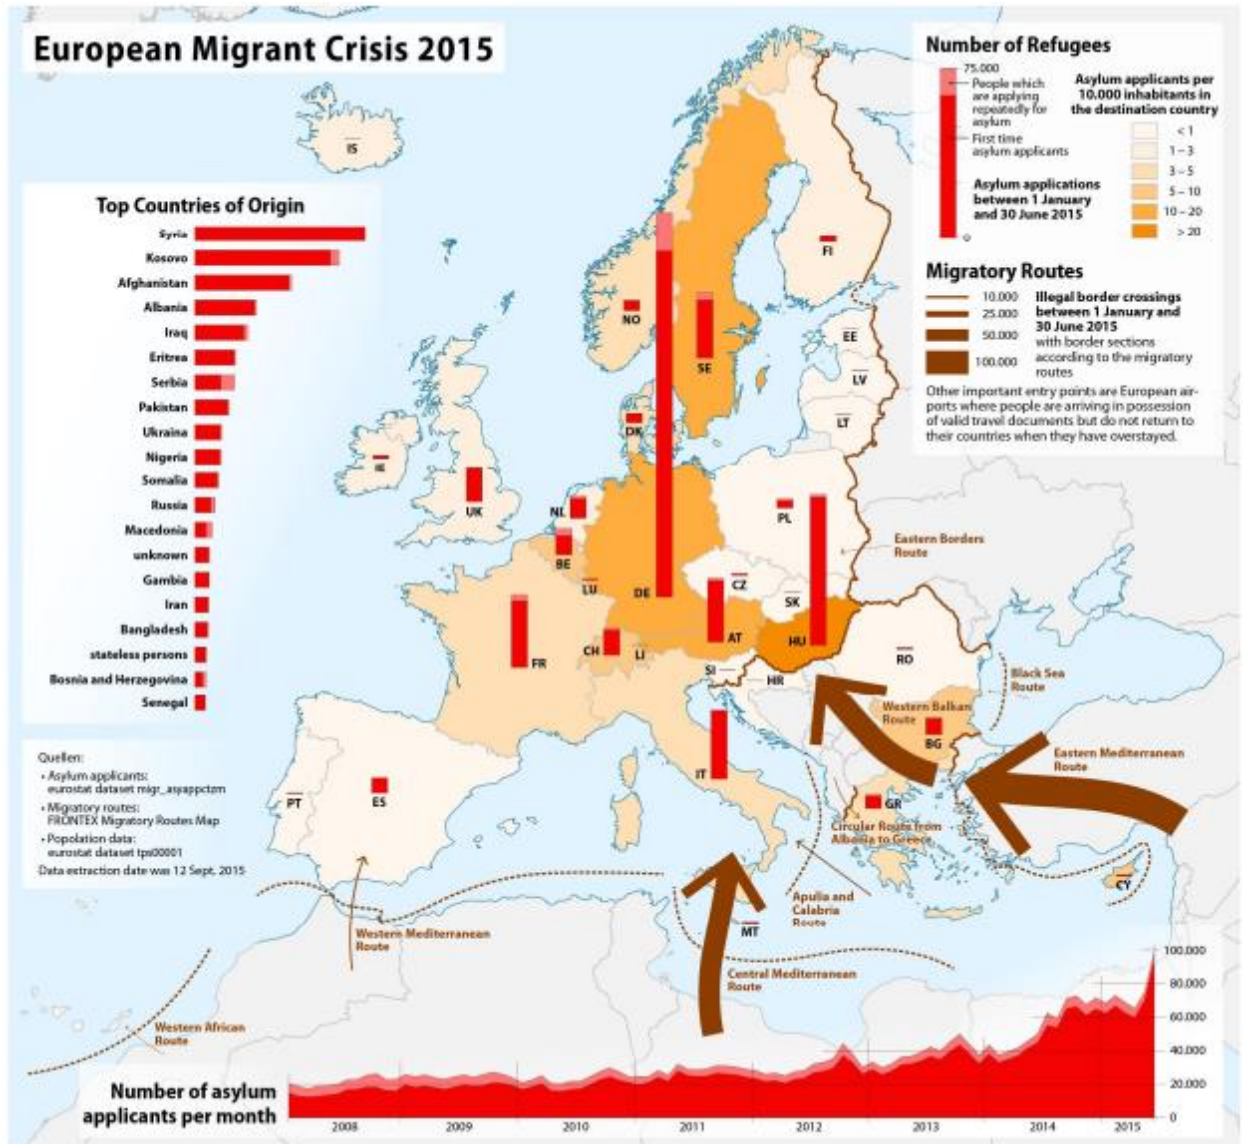 European Migrant Crisis 2015
Number of Refugees
75.000
People which
are applying
repeatedly for
asylum
First time
asylum applicants
Asylum applications
between 1 January
and 30 June 2015
0
Asylum applicants per
10.000 inhabitants in
the destination country
< 1
1 – 3
3 – 5
5 – 10
10 – 20
> 20
Migratory Routes
10.000
25.000
50.000
100.000
Illegal border crossings
between 1 January and
30 June 2015
with border sections
according to the migratory
routes
Other important entry points are European air-
ports where people are arriving in possession
of valid travel documents but do not return to
their countries when they have overstayed.
Top Countries of Origin
Syria
Kosovo
Afghanistan
Albania
Iraq
Eritrea
Serbia
Pakistan
Ukraina
Nigeria
Somalia
Russia
Macedonia
unknown
Gambia
Iran
Bangladesh
stateless persons
Bosnia and Herzegovina
Senegal
IS
FI
NO
SE
EE
LV
LT
DK
IE
UK
NL
BE
LU
DE
PL
CZ
SK
AT
HU
CH
LI
FR
SI
HR
RO
BG
IT
GR
PT
ES
MT
CY
Eastern Borders
Route
Black Sea
Route
Western Balkan
Route
Eastern Mediterranean
Route
Circular Route from
Albania to Greece
Apulia and
Calabria
Route
Central Mediterranean
Route
Western Mediterranean
Route
Western African
Route
Quellen:
• Asylum applicants:
eurostat dataset migr_asyappctzm
• Migratory routes:
FRONTEX Migratory Routes Map
• Popolation data:
eurostat dataset tps00001
Data extraction date was 12 Sept. 2015
Number of asylum
applicants per month
100.000
80.000
60.000
40.000
20.000
0
2008
2009
2010
2011
2012
2013
2014
2015